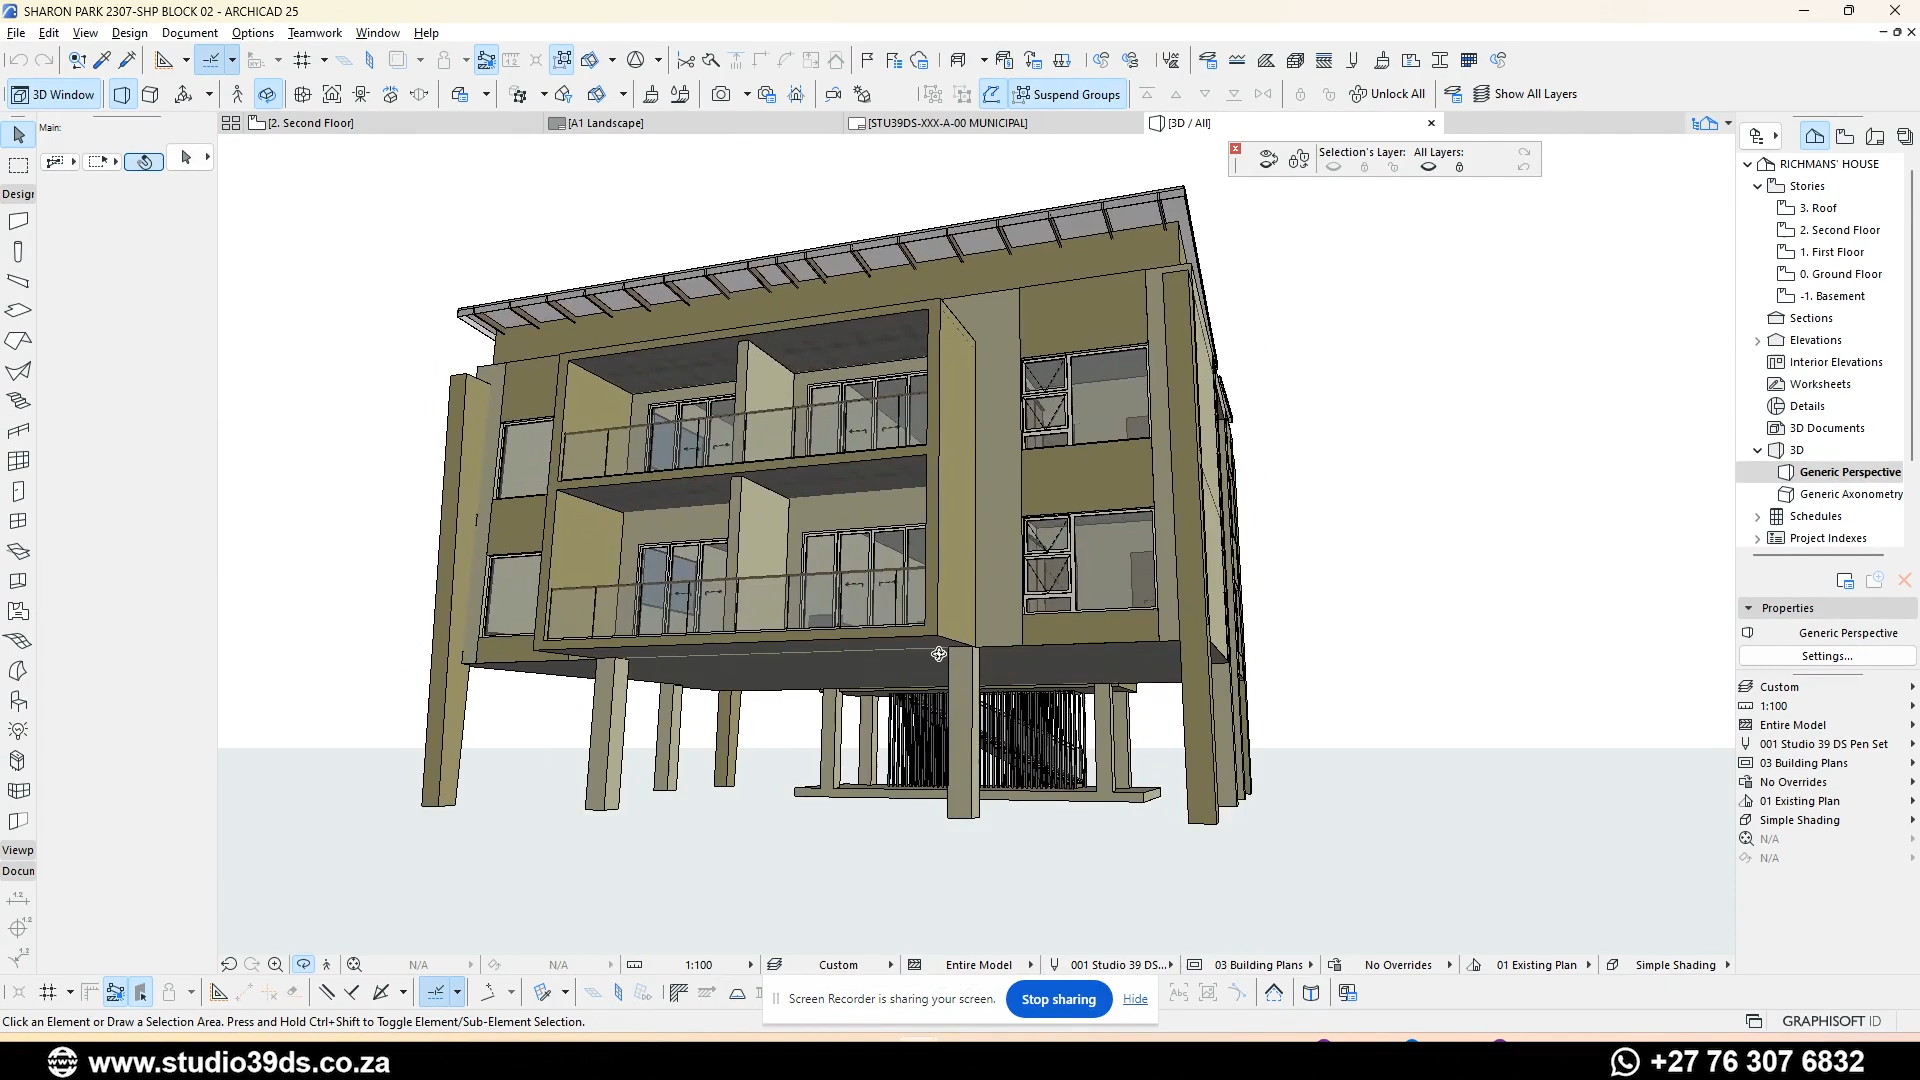 SHARON PARK 2307-SHP BLOCK 02 - ARCHICAD 25
File Edit View Design Document Options Teamwork Window Help
3D Window
Suspend Groups
Unlock All
Show All Layers
Main:
[2. Second Floor]
[A1 Landscape]
[STU39DS-XXX-A-00 MUNICIPAL]
[3D / All]
Selection's Layer: All Layers:
Design
RICHMANS' HOUSE
Stories
3. Roof
2. Second Floor
1. First Floor
0. Ground Floor
-1. Basement
Sections
Elevations
Interior Elevations
Worksheets
Details
3D Documents
3D
Generic Perspective
Generic Axonometry
Schedules
Project Indexes
Properties
Generic Perspective
Settings...
Custom
1:100
Entire Model
001 Studio 39 DS Pen Set
03 Building Plans
No Overrides
01 Existing Plan
Simple Shading
N/A
N/A
Viewp
Docun
N/A N/A 1:100 Custom Entire Model 001 Studio 39 DS... 03 Building Plans No Overrides 01 Existing Plan Simple Shading
Screen Recorder is sharing your screen. Stop sharing Hide
Click an Element or Draw a Selection Area. Press and Hold Ctrl+Shift to Toggle Element/Sub-Element Selection.
GRAPHISOFT ID
www.studio39ds.co.za
+27 76 307 6832